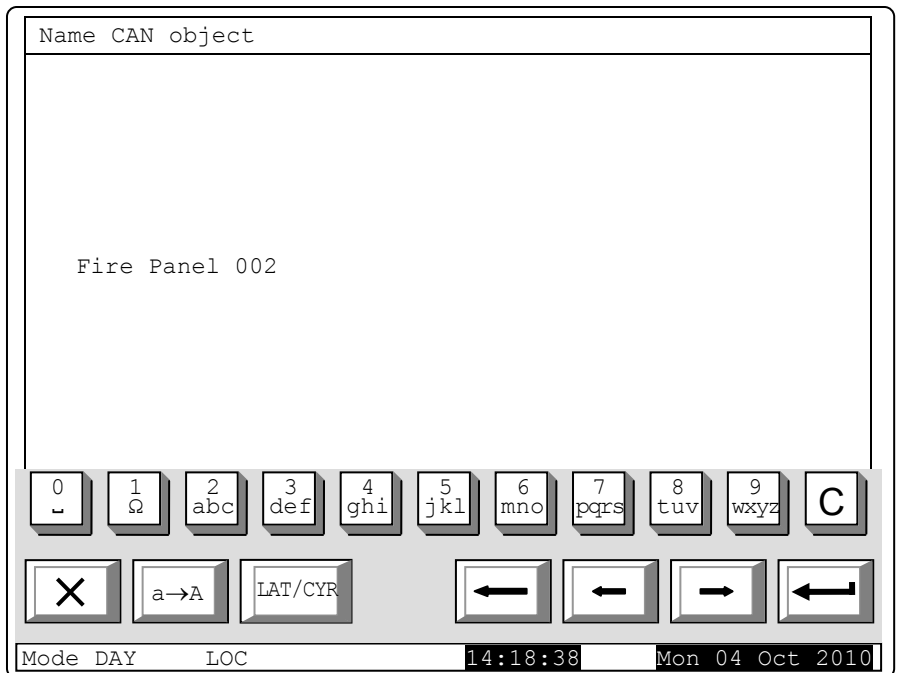 Name CAN object
Fire Panel 002
0 1 2 3 4 5 6 7 8 9 C
␣ Ω abc def ghi jkl mno pqrs tuv wxyz
a→A LAT/CYR
Mode DAY LOC 14:18:38 Mon 04 Oct 2010